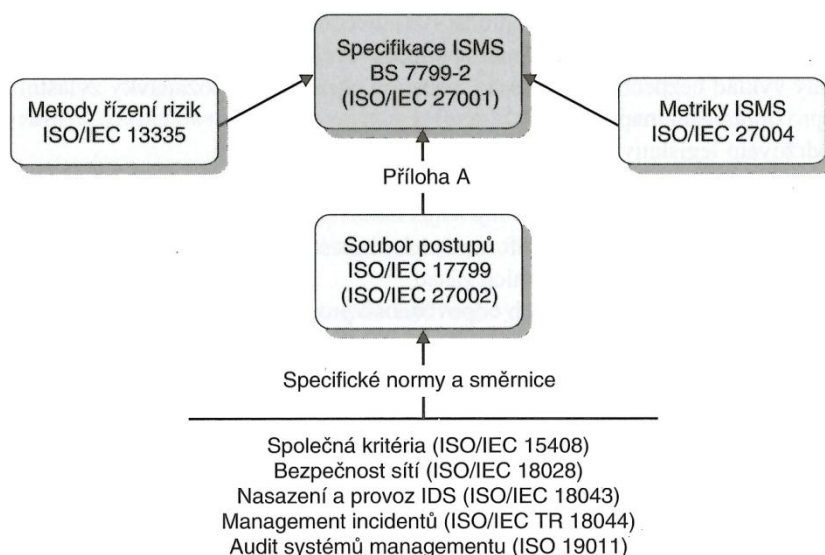 Specifikace ISMS
BS 7799-2
(ISO/IEC 27001)
Metody řízení rizik
ISO/IEC 13335
Metriky ISMS
ISO/IEC 27004
Příloha A
Soubor postupů
ISO/IEC 17799
(ISO/IEC 27002)
Specifické normy a směrnice
Společná kritéria (ISO/IEC 15408)
Bezpečnost sítí (ISO/IEC 18028)
Nasazení a provoz IDS (ISO/IEC 18043)
Management incidentů (ISO/IEC TR 18044)
Audit systémů managementu (ISO 19011)